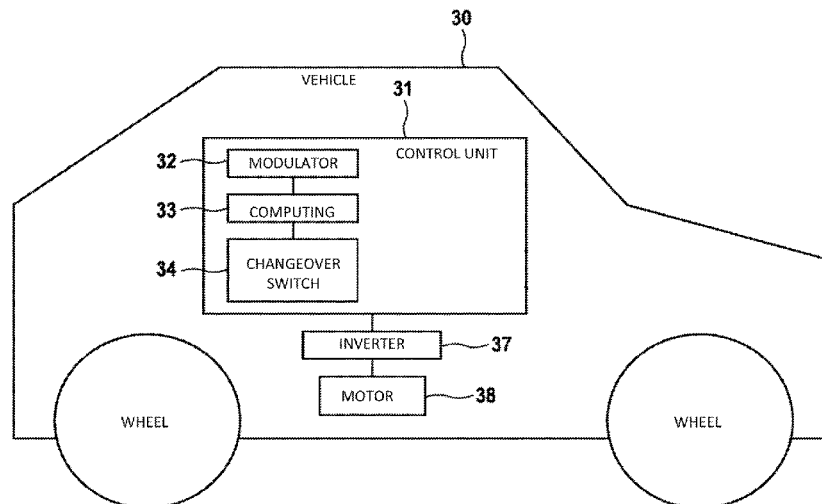 30
VEHICLE
31
CONTROL UNIT
32
MODULATOR
33
COMPUTING
34
CHANGEOVER
SWITCH
INVERTER
37
MOTOR
38
WHEEL
WHEEL